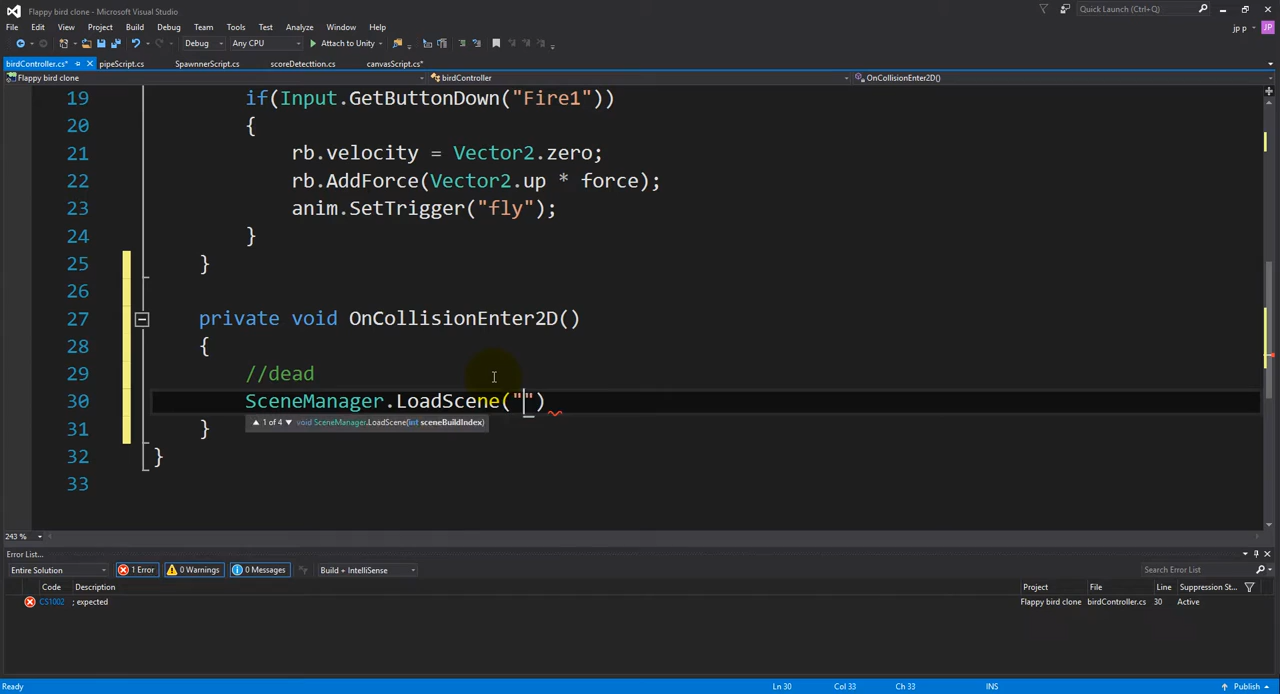 Flappy bird clone - Microsoft Visual Studio
Quick Launch (Ctrl+Q)
File Edit View Project Build Debug Team Tools Test Analyze Window Help
jp p JP
Debug Any CPU Attach to Unity
birdController.cs* pipeScript.cs SpawnnerScript.cs scoreDetecttion.cs canvasScript.cs*
Flappy bird clone birdController OnCollisionEnter2D()
19 if(Input.GetButtonDown("Fire1"))
20 {
21 rb.velocity = Vector2.zero;
22 rb.AddForce(Vector2.up * force);
23 anim.SetTrigger("fly");
24 }
25 }
26
27 private void OnCollisionEnter2D()
28 {
29 //dead
30 SceneManager.LoadScene("")
▲ 1 of 4 ▼ void SceneManager.LoadScene(int sceneBuildIndex)
31 }
32 }
33
243 %
Error List...
Entire Solution 1 Error 0 Warnings 0 Messages Build + IntelliSense Search Error List
Code Description Project File Line Suppression St...
CS1002 ; expected Flappy bird clone birdController.cs 30 Active
Ready Ln 30 Col 33 Ch 33 INS Publish